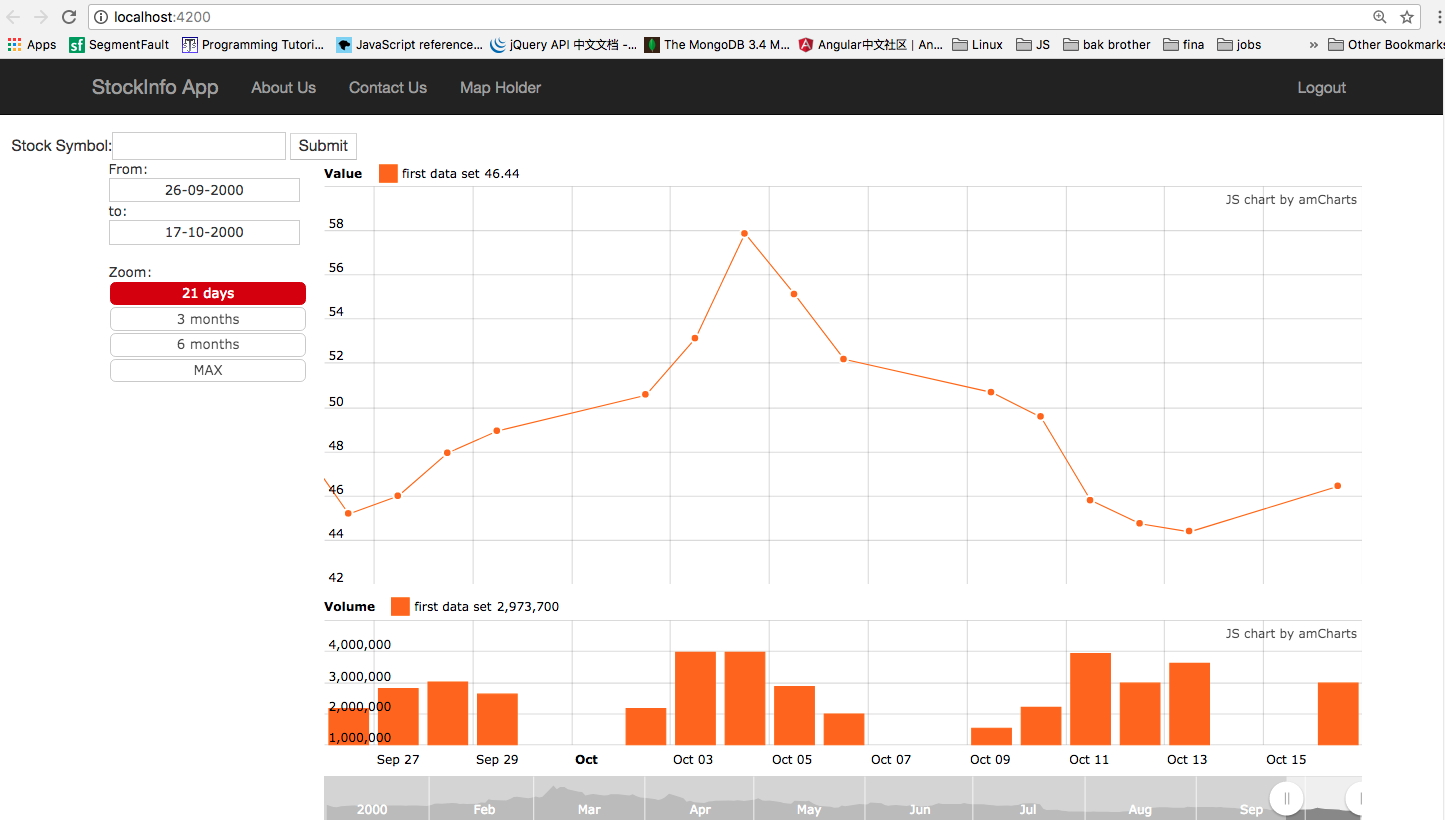 localhost:4200
Apps SegmentFault Programming Tutori... JavaScript reference... jQuery API 中文文档 -... The MongoDB 3.4 M... Angular中文社区 | An... Linux JS bak brother fina jobs » Other Bookmarks
StockInfo App About Us Contact Us Map Holder Logout
Stock Symbol: Submit
From:
26-09-2000
to:
17-10-2000
Zoom:
21 days
3 months
6 months
MAX
Value first data set 46.44
JS chart by amCharts
58
56
54
52
50
48
46
44
42
Volume first data set 2,973,700
JS chart by amCharts
4,000,000
3,000,000
2,000,000
1,000,000
Sep 27 Sep 29 Oct Oct 03 Oct 05 Oct 07 Oct 09 Oct 11 Oct 13 Oct 15
2000 Feb Mar Apr May Jun Jul Aug Sep